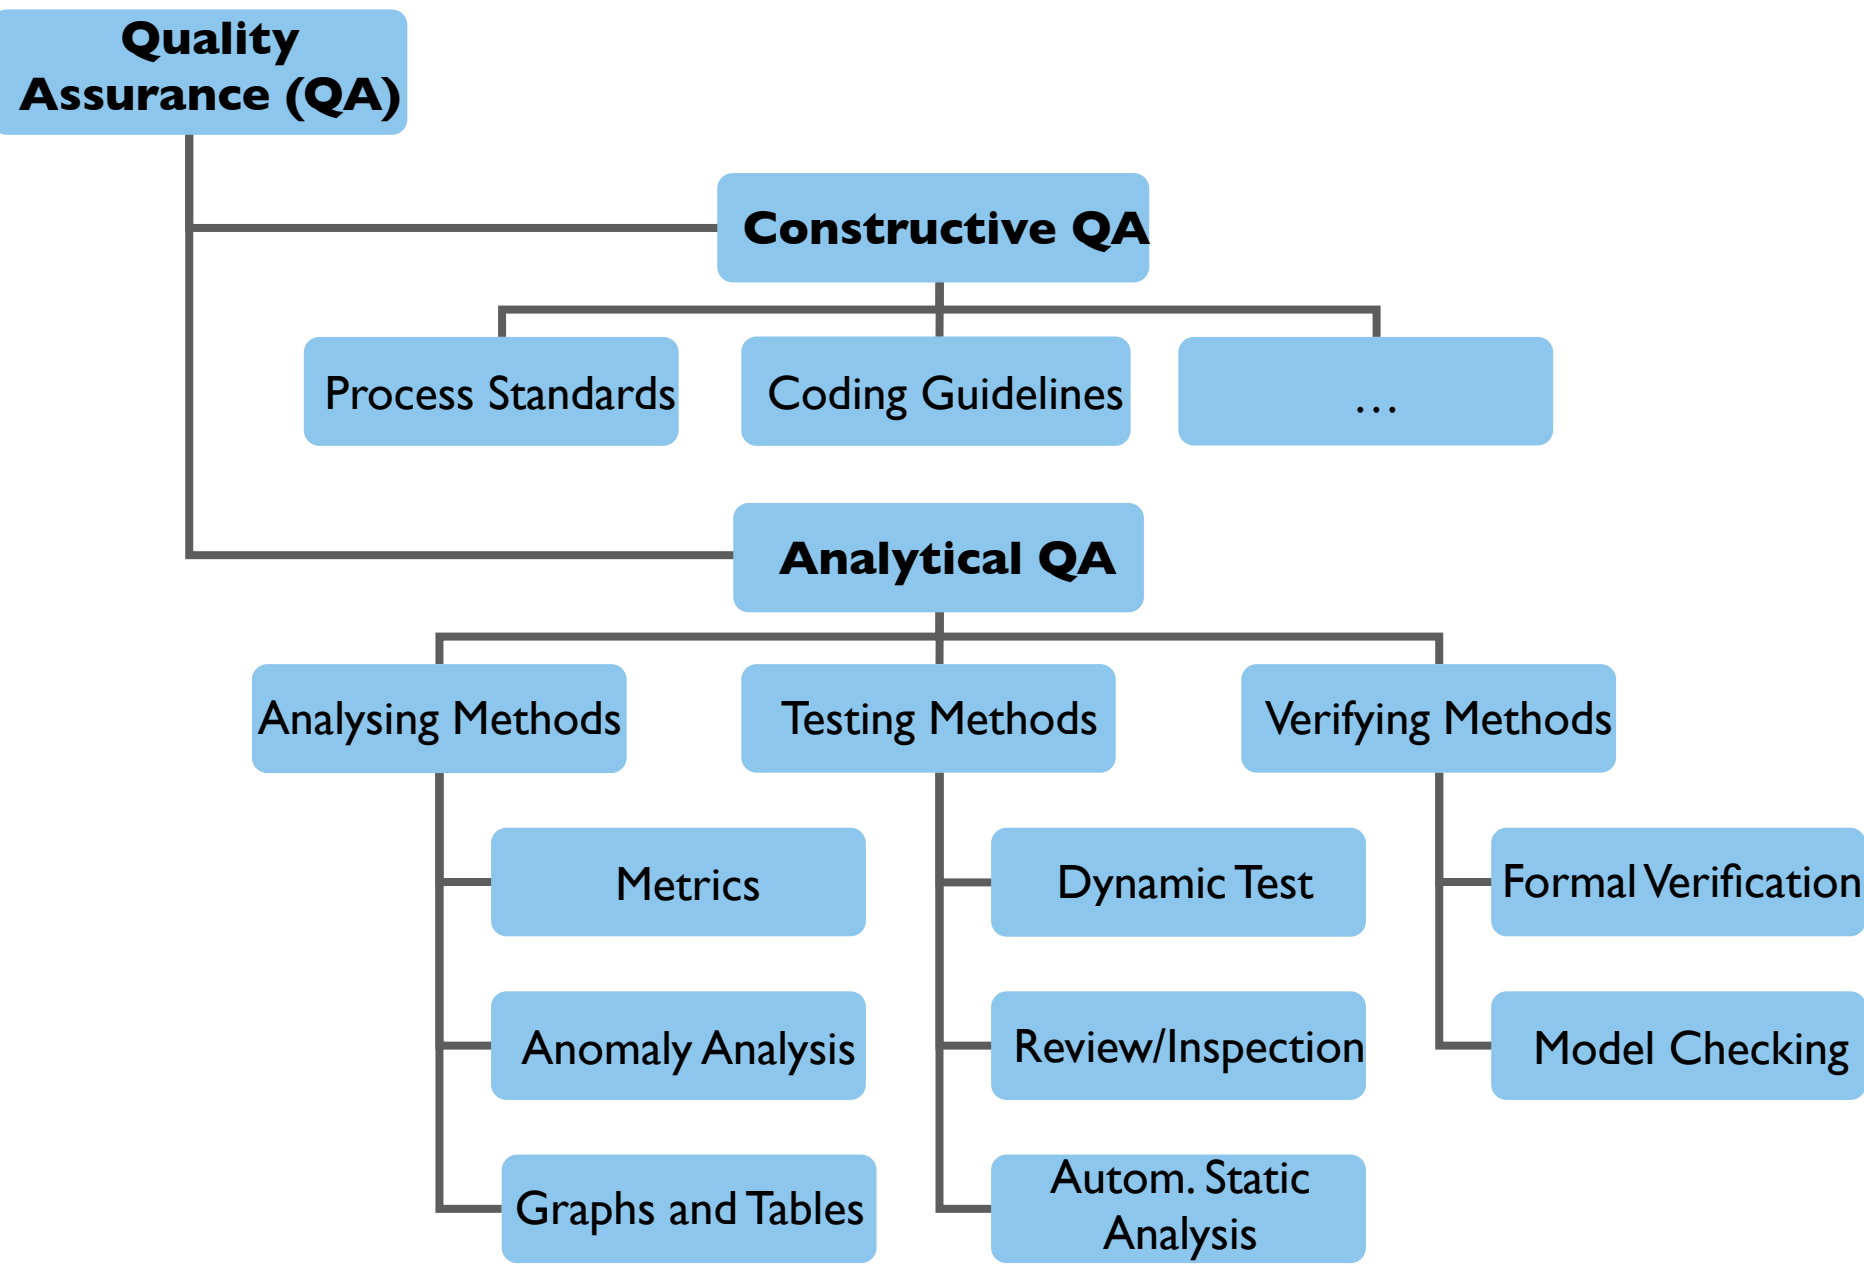 Quality
Assurance (QA)
Constructive QA
Process Standards
Coding Guidelines
...
Analytical QA
Analysing Methods
Testing Methods
Verifying Methods
Metrics
Dynamic Test
Formal Verification
Anomaly Analysis
Review/Inspection
Model Checking
Graphs and Tables
Autom. Static
Analysis